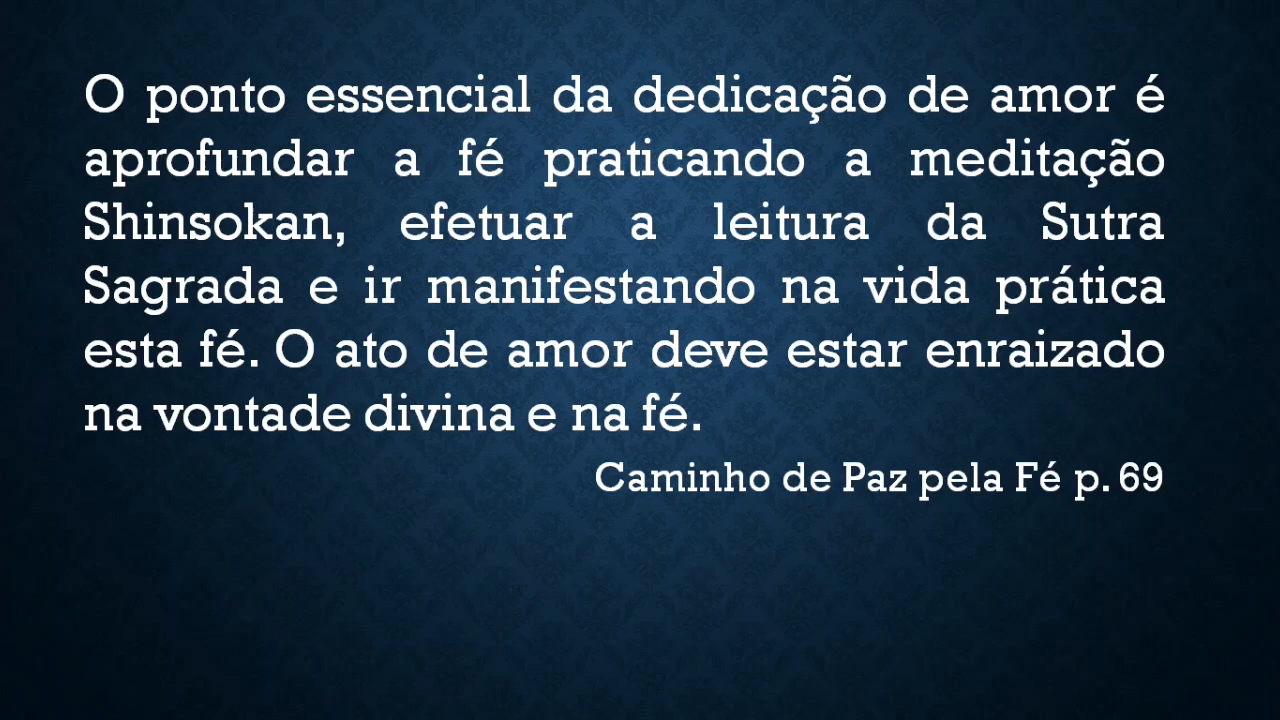 O ponto essencial da dedicação de amor é
aprofundar a fé praticando a meditação
Shinsokan, efetuar a leitura da Sutra
Sagrada e ir manifestando na vida prática
esta fé. O ato de amor deve estar enraizado
na vontade divina e na fé.
Caminho de Paz pela Fé p. 69